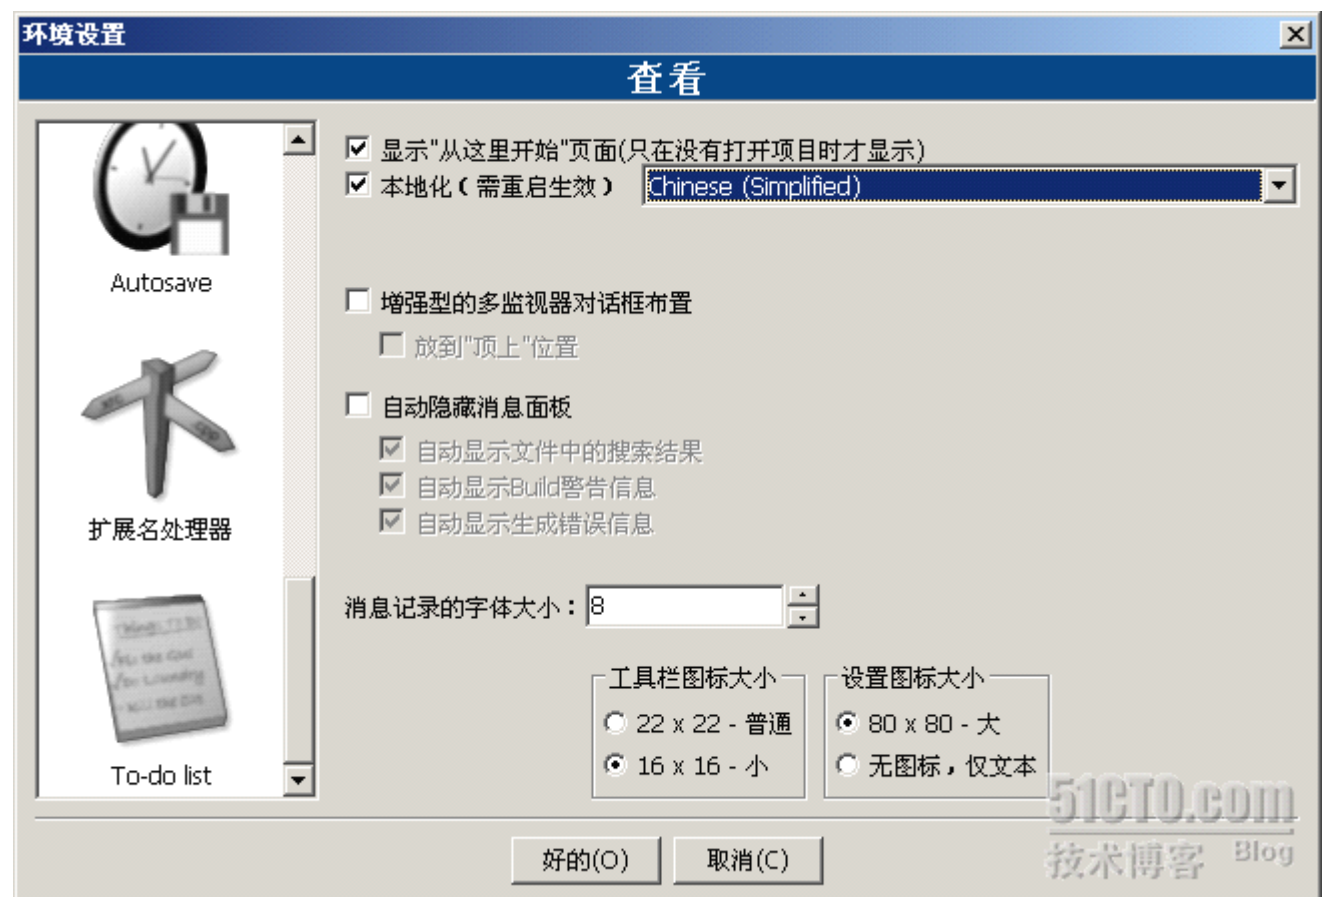 环境设置
查看
显示"从这里开始"页面(只在没有打开项目时才显示)
本地化（需重启生效） Chinese (Simplified)
Autosave
增强型的多监视器对话框布置
放到"顶上"位置
自动隐藏消息面板
自动显示文件中的搜索结果
自动显示Build警告信息
自动显示生成错误信息
扩展名处理器
消息记录的字体大小：8
工具栏图标大小 设置图标大小
22 x 22 - 普通 80 x 80 - 大
16 x 16 - 小 无图标，仅文本
To-do list
好的(O) 取消(C)
51CTO.com
技术博客 Blog